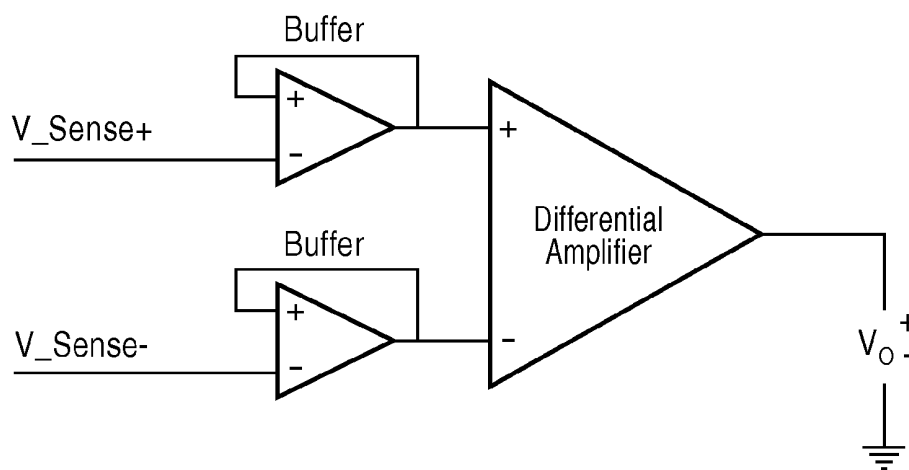 Buffer
+
V_Sense+
-
+
Differential
Amplifier
Buffer
+
V_Sense-
-
-
+
V_O
-